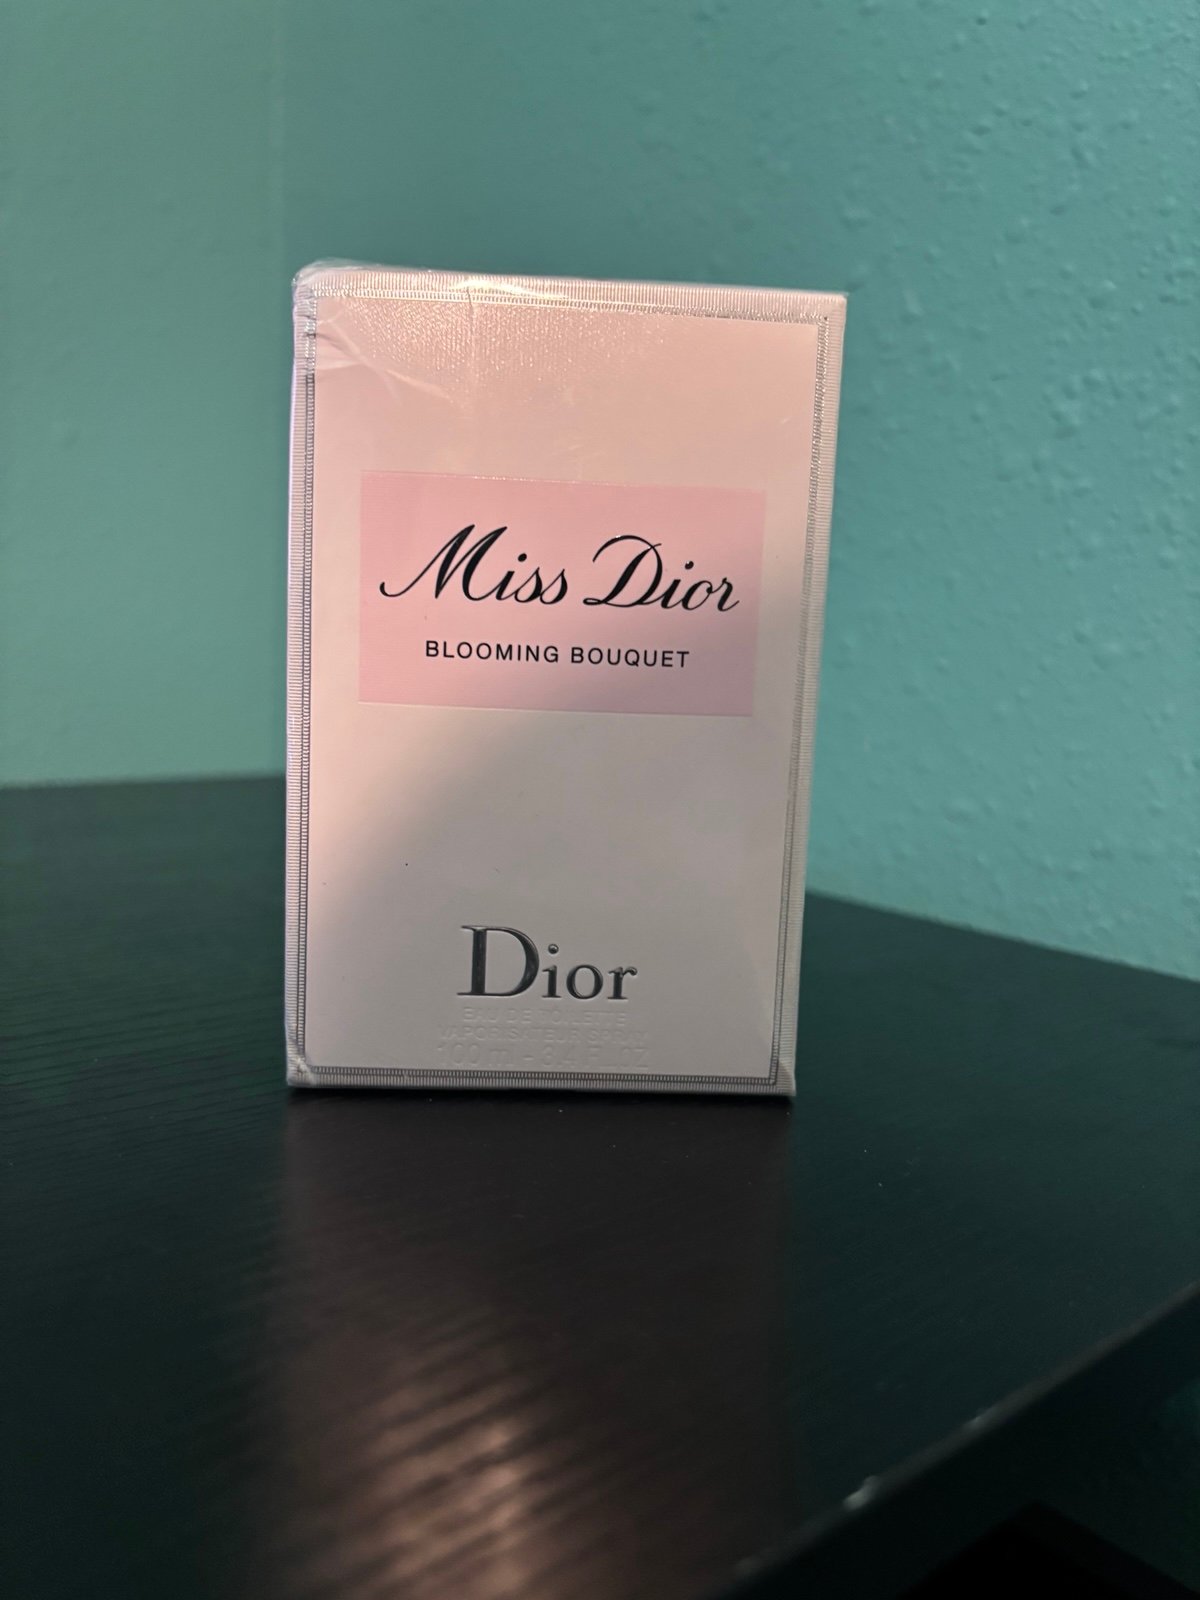 Miss Dior
BLOOMING BOUQUET
Dior
EAU DE TOILETTE
VAPORISATEUR SPRAY
100 ml - 3.4 FL.OZ